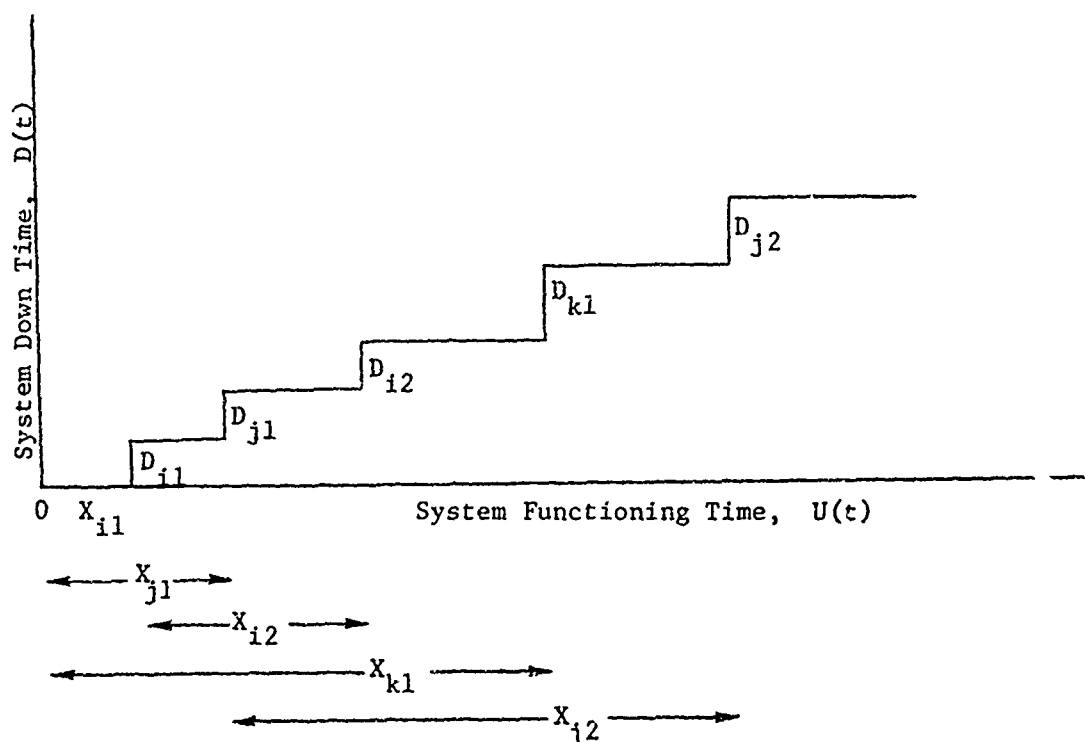 System Down Time, D(t)
D_j2
D_k1
D_i2
D_j1
D_i1
0 X_i1 System Functioning Time, U(t)
X_j1
X_i2
X_k1
X_j2